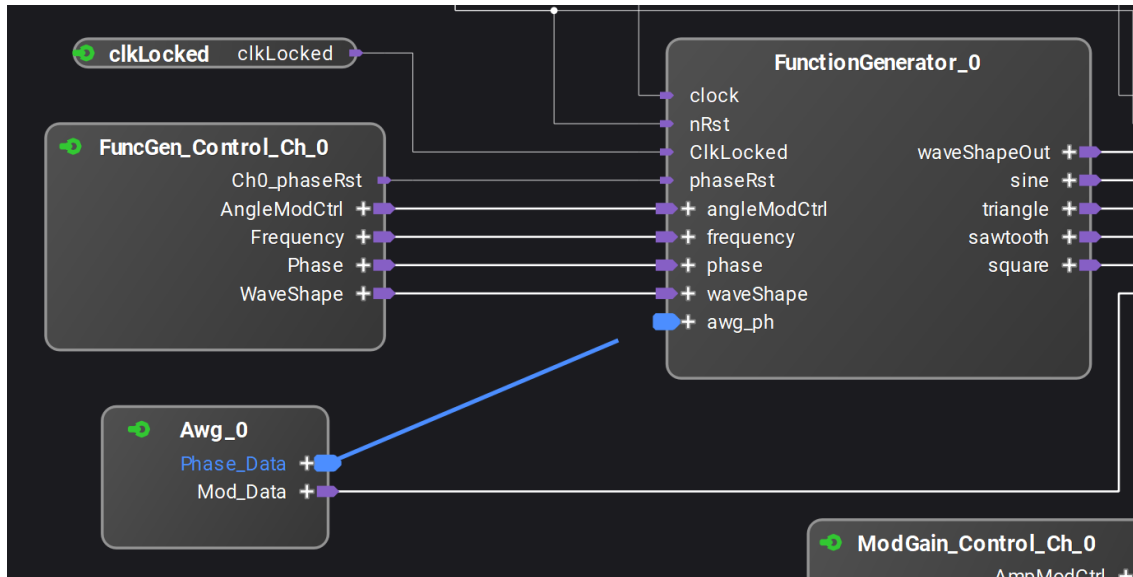 clkLocked clkLocked
FuncGen_Control_Ch_0
Ch0_phaseRst
AngleModCtrl
Frequency
Phase
WaveShape
Awg_0
Phase_Data
Mod_Data
FunctionGenerator_0
clock
nRst
ClkLocked
phaseRst
angleModCtrl
frequency
phase
waveShape
awg_ph
waveShapeOut
sine
triangle
sawtooth
square
ModGain_Control_Ch_0
AmpModCtrl